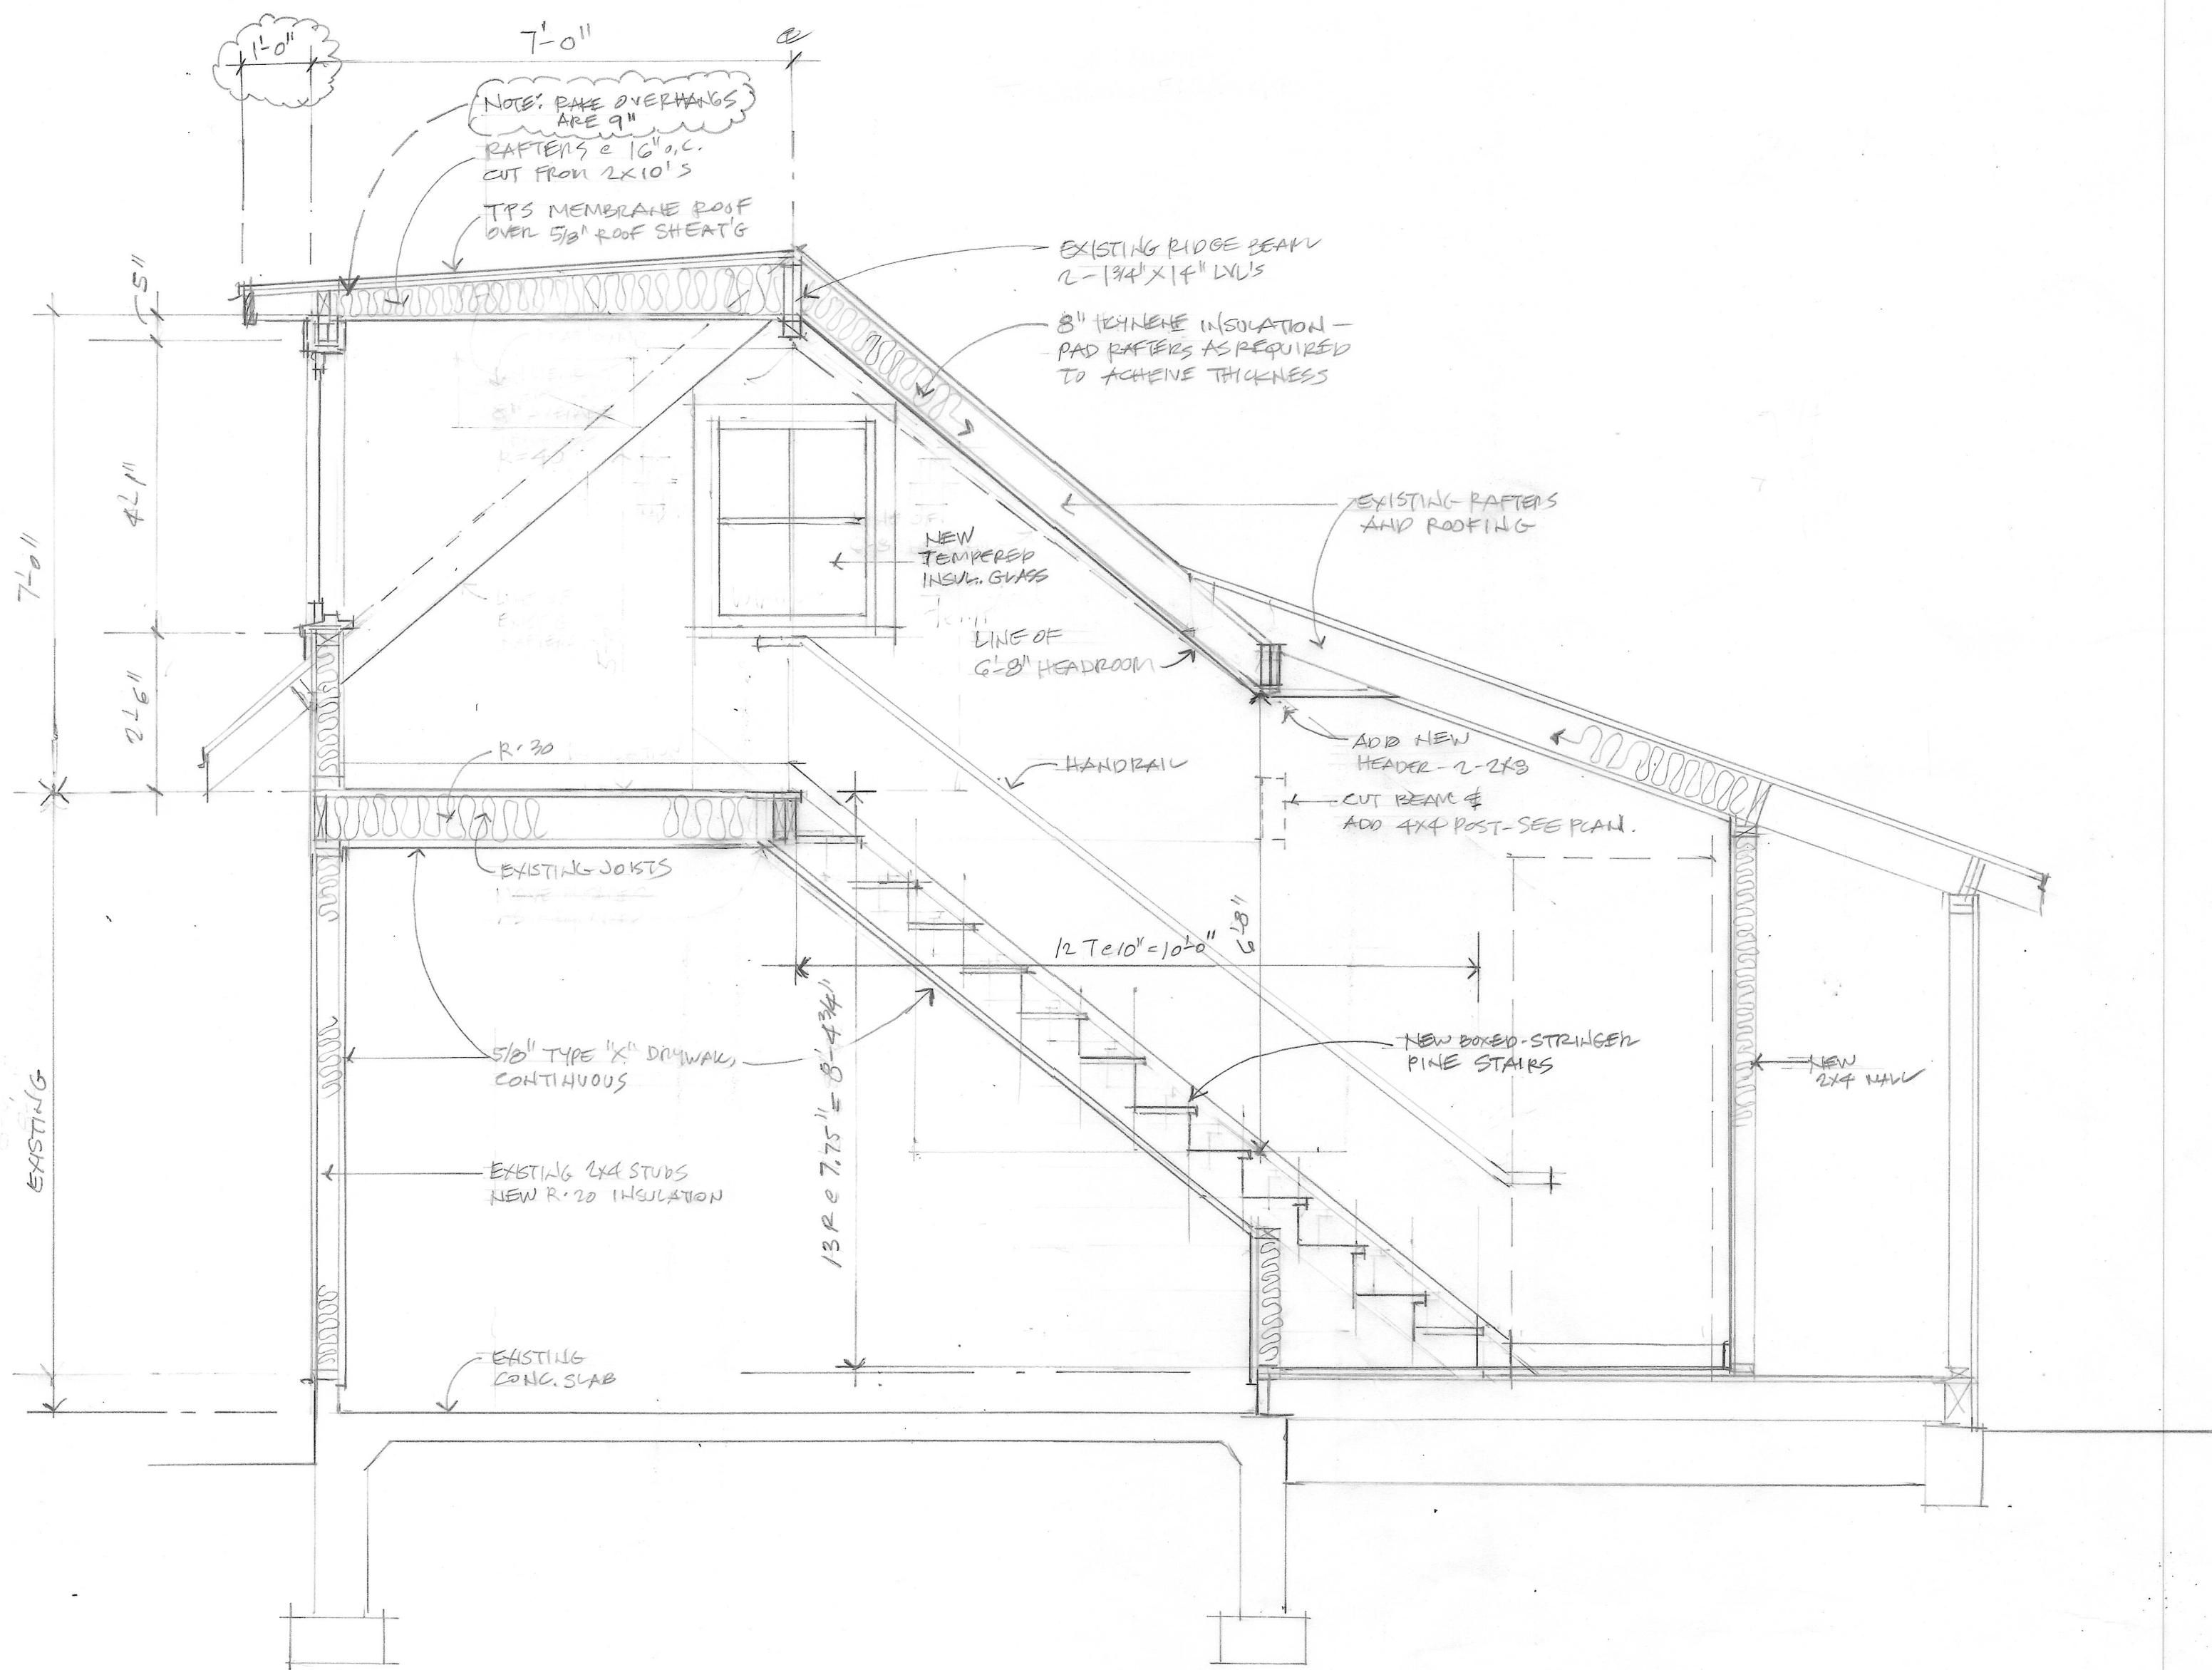 1'-0"
7'-0"
NOTE: RAKE OVERHANGS
ARE 9"
RAFTERS @ 16" O.C.
CUT FROM 2X10'S
TPS MEMBRANE ROOF
OVER 5/8" ROOF SHEAT'G
EXISTING RIDGE BEAM
2-1 3/4" X 14" LVL'S
8" ICYNENE INSULATION -
PAD RAFTERS AS REQUIRED
TO ACHEIVE THICKNESS
5"
4'-1"
7'-0"
2'-6"
EXISTING RAFTERS
AND ROOFING
NEW
TEMPERED
INSUL. GLASS
LINE OF
6'-8" HEADROOM
R-30
HANDRAIL
ADD NEW
HEADER - 2-2X8
CUT BEAM &
ADD 4X4 POST - SEE PLAN.
EXISTING JOISTS
12 T @ 10" = 10'-0"
6'-8"
13 R @ 7.75" = 8'-4 3/4"
5/8" TYPE "X" DRYWALL,
CONTINUOUS
NEW BOXED-STRINGER
PINE STAIRS
NEW
2X4 WALL
EXISTING
EXISTING 2X4 STUDS
NEW R-20 INSULATION
EXISTING
CONC. SLAB